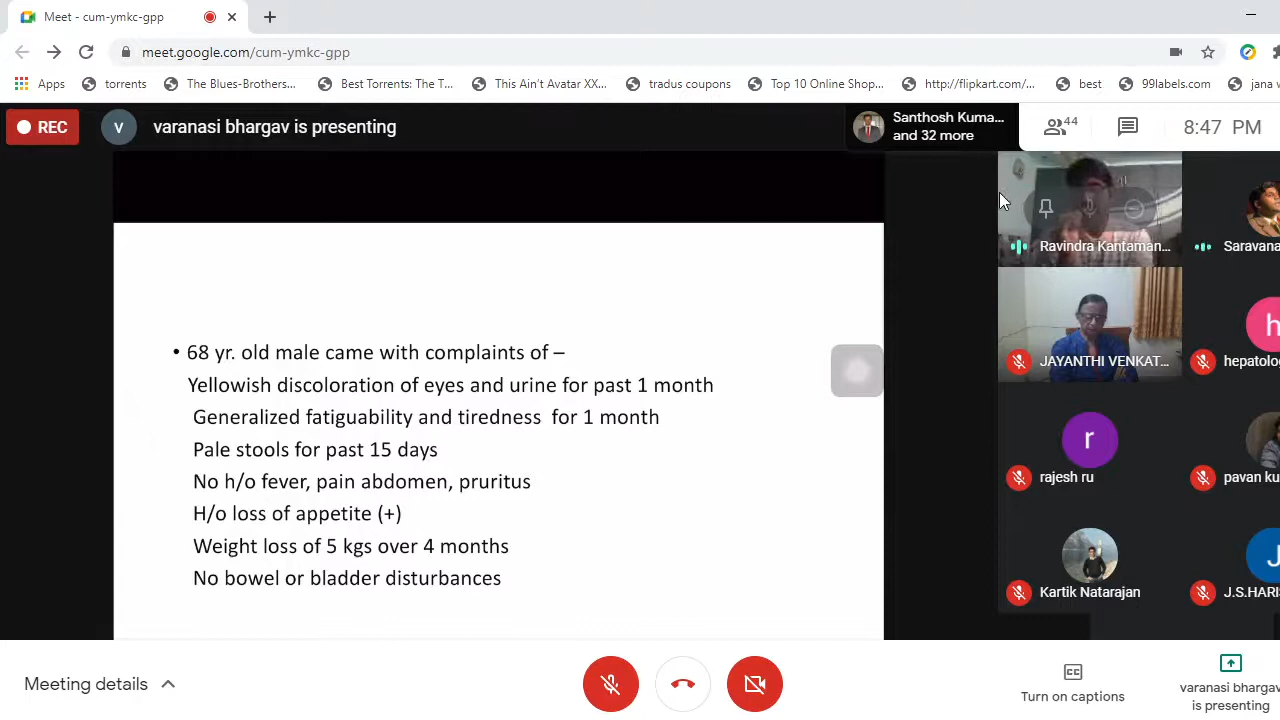 Meet - cum-ymkc-gpp
meet.google.com/cum-ymkc-gpp
Apps torrents The Blues-Brothers... Best Torrents: The T... This Ain't Avatar XX... tradus coupons Top 10 Online Shop... http://flipkart.com/... best 99labels.com jana w
REC V varanasi bhargav is presenting
Santhosh Kuma...
and 32 more
44
8:47 PM
Ravindra Kantaman... Saravana
• 68 yr. old male came with complaints of –
Yellowish discoloration of eyes and urine for past 1 month
Generalized fatiguability and tiredness for 1 month
Pale stools for past 15 days
No h/o fever, pain abdomen, pruritus
H/o loss of appetite (+)
Weight loss of 5 kgs over 4 months
No bowel or bladder disturbances
h
JAYANTHI VENKAT... hepatolog
r
rajesh ru pavan ku
J
Kartik Natarajan J.S.HARIS
Meeting details
Turn on captions
varanasi bhargav
is presenting